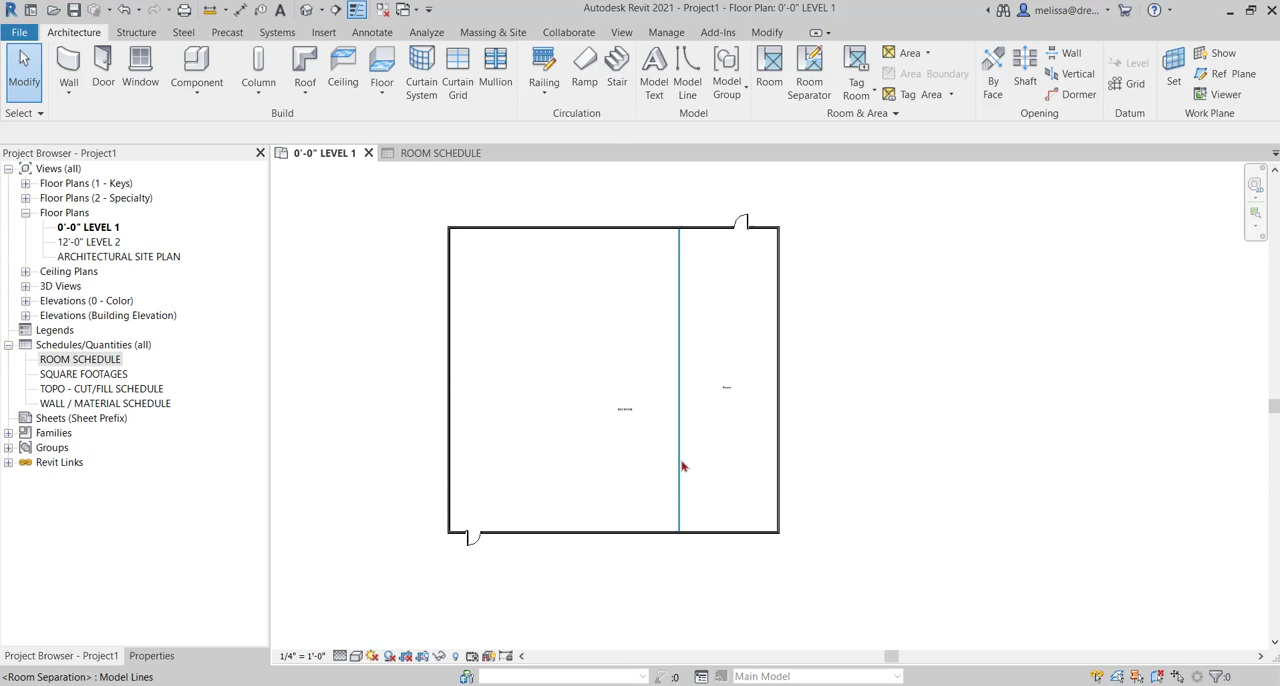 Autodesk Revit 2021 - Project1 - Floor Plan: 0'-0" LEVEL 1
melissa@dre...
File Architecture Structure Steel Precast Systems Insert Annotate Analyze Massing & Site Collaborate View Manage Add-Ins Modify
Modify
Wall
Door
Window
Component
Column
Roof
Ceiling
Floor
Curtain System
Curtain Grid
Mullion
Railing
Ramp
Stair
Model Text
Model Line
Model Group
Room
Room Separator
Tag Room
Area
Area Boundary
Tag Area
By Face
Shaft
Wall
Vertical
Dormer
Level
Grid
Set
Show
Ref Plane
Viewer
Select Build Circulation Model Room & Area Opening Datum Work Plane
Project Browser - Project1
0'-0" LEVEL 1
ROOM SCHEDULE
Views (all)
Floor Plans (1 - Keys)
Floor Plans (2 - Specialty)
Floor Plans
0'-0" LEVEL 1
12'-0" LEVEL 2
ARCHITECTURAL SITE PLAN
Ceiling Plans
3D Views
Elevations (0 - Color)
Elevations (Building Elevation)
Legends
Schedules/Quantities (all)
ROOM SCHEDULE
SQUARE FOOTAGES
TOPO - CUT/FILL SCHEDULE
WALL / MATERIAL SCHEDULE
Sheets (Sheet Prefix)
Families
Groups
Revit Links
Project Browser - Project1 Properties
1/4" = 1'-0"
<Room Separation> : Model Lines
:0
Main Model
:0